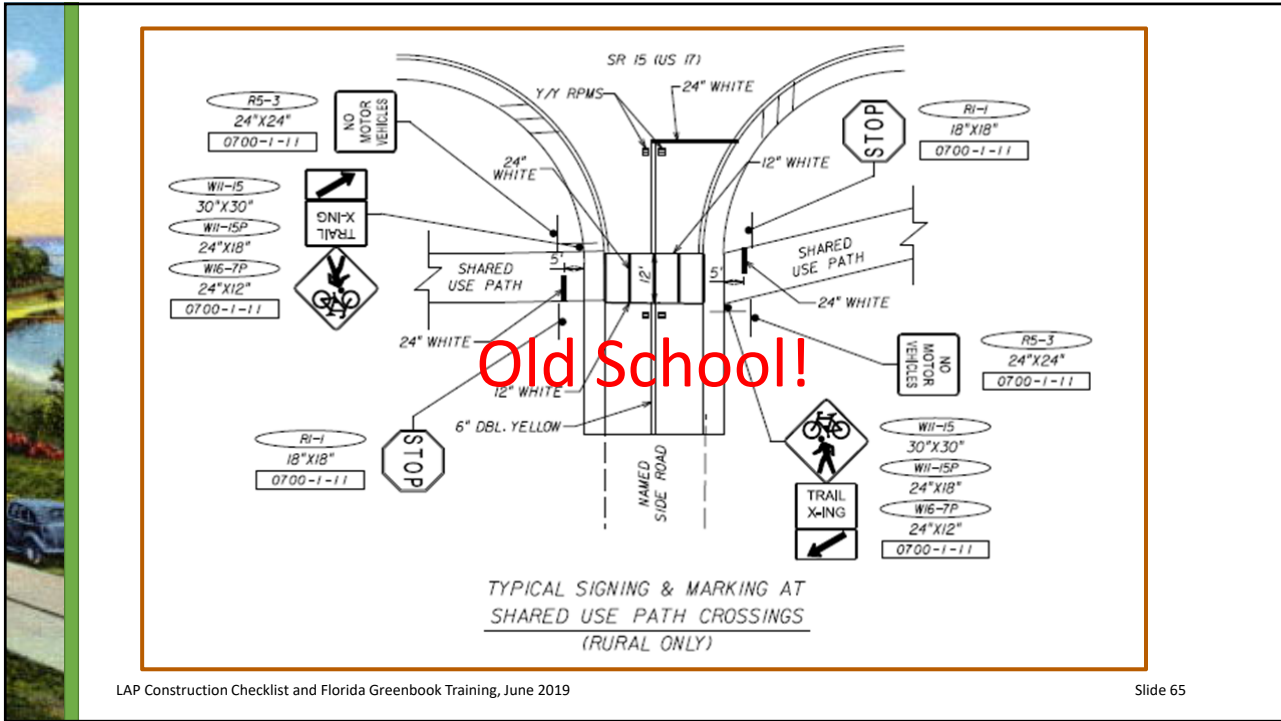 SR 15 (US 17)
Y/Y RPMS
24" WHITE
R5-3
24"X24"
0700-1-11
NO
MOTOR
VEHICLES
STOP
R1-1
18"X18"
0700-1-11
24"
WHITE
12" WHITE
W11-15
30"X30"
W11-15P
24"X18"
W16-7P
24"X12"
0700-1-11
TRAIL
X-ING
SHARED
USE PATH
5'
12'
5'
SHARED
USE PATH
24" WHITE
24" WHITE
Old School!
12" WHITE
6" DBL. YELLOW
NO
MOTOR
VEHICLES
R5-3
24"X24"
0700-1-11
R1-1
18"X18"
0700-1-11
STOP
NAMED
SIDE ROAD
TRAIL
X-ING
W11-15
30"X30"
W11-15P
24"X18"
W16-7P
24"X12"
0700-1-11
TYPICAL SIGNING & MARKING AT
SHARED USE PATH CROSSINGS
(RURAL ONLY)
LAP Construction Checklist and Florida Greenbook Training, June 2019
Slide 65